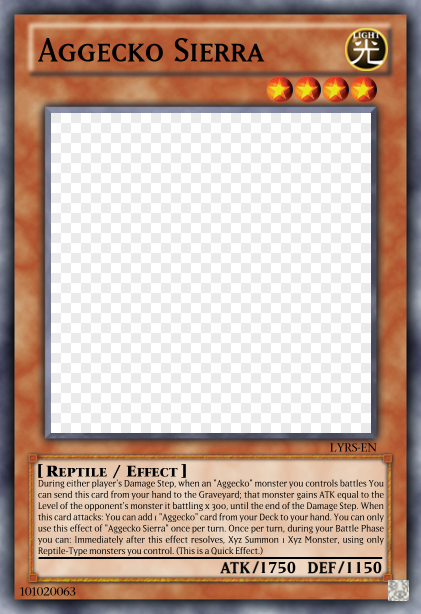 Aggecko Sierra
LIGHT
光
LYRS-EN
[ Reptile / Effect ]
During either player's Damage Step, when an "Aggecko" monster you controls battles You
can send this card from your hand to the Graveyard; that monster gains ATK equal to the
Level of the opponent's monster it battling x 300, until the end of the Damage Step. When
this card attacks: You can add 1 "Aggecko" card from your Deck to your hand. You can only
use this effect of "Aggecko Sierra" once per turn. Once per turn, during your Battle Phase
you can: Immediately after this effect resolves, Xyz Summon 1 Xyz Monster, using only
Reptile-Type monsters you control. (This is a Quick Effect.)
ATK/1750 DEF/1150
101020063